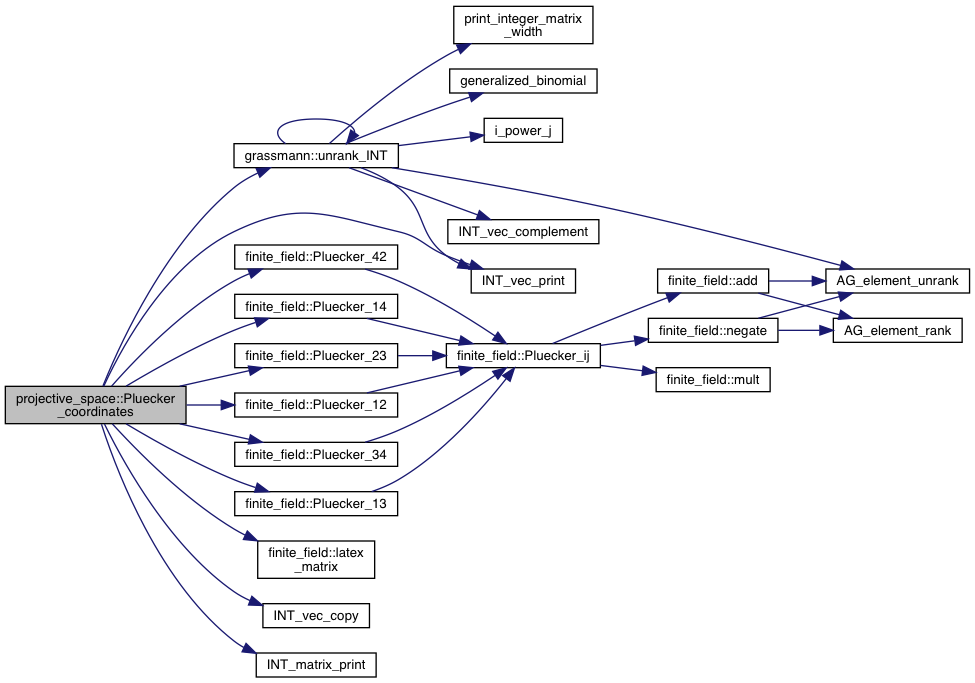 print_integer_matrix
_width
generalized_binomial
i_power_j
grassmann::unrank_INT
INT_vec_complement
finite_field::Pluecker_42
INT_vec_print
finite_field::add
AG_element_unrank
finite_field::Pluecker_14
finite_field::negate
AG_element_rank
finite_field::Pluecker_23
finite_field::Pluecker_ij
finite_field::mult
projective_space::Pluecker
_coordinates
finite_field::Pluecker_12
finite_field::Pluecker_34
finite_field::Pluecker_13
finite_field::latex
_matrix
INT_vec_copy
INT_matrix_print